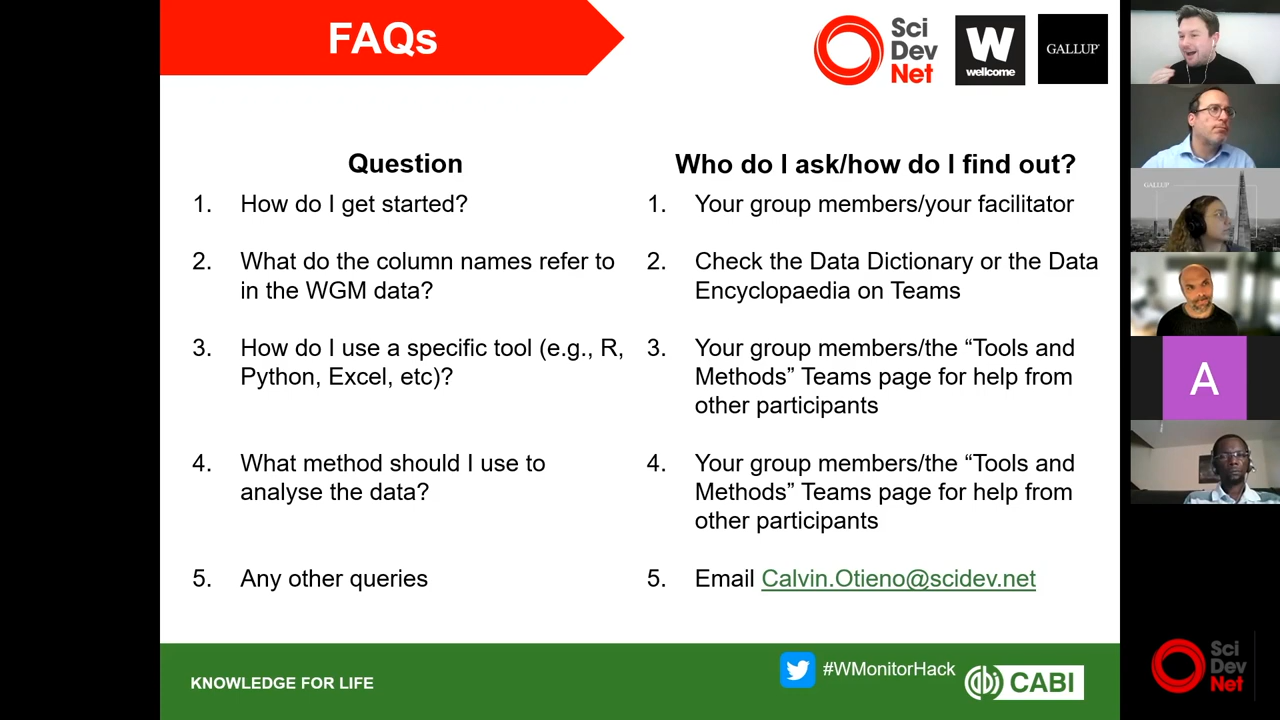 FAQs
Sci
Dev
Net
W
wellcome
GALLUP
Question
Who do I ask/how do I find out?
1. How do I get started?
1. Your group members/your facilitator
2. What do the column names refer to
in the WGM data?
2. Check the Data Dictionary or the Data
Encyclopaedia on Teams
3. How do I use a specific tool (e.g., R,
Python, Excel, etc)?
3. Your group members/the “Tools and
Methods” Teams page for help from
other participants
4. What method should I use to
analyse the data?
4. Your group members/the “Tools and
Methods” Teams page for help from
other participants
5. Any other queries
5. Email Calvin.Otieno@scidev.net
KNOWLEDGE FOR LIFE
#WMonitorHack
CABI
GALLUP
A
Sci
Dev
Net